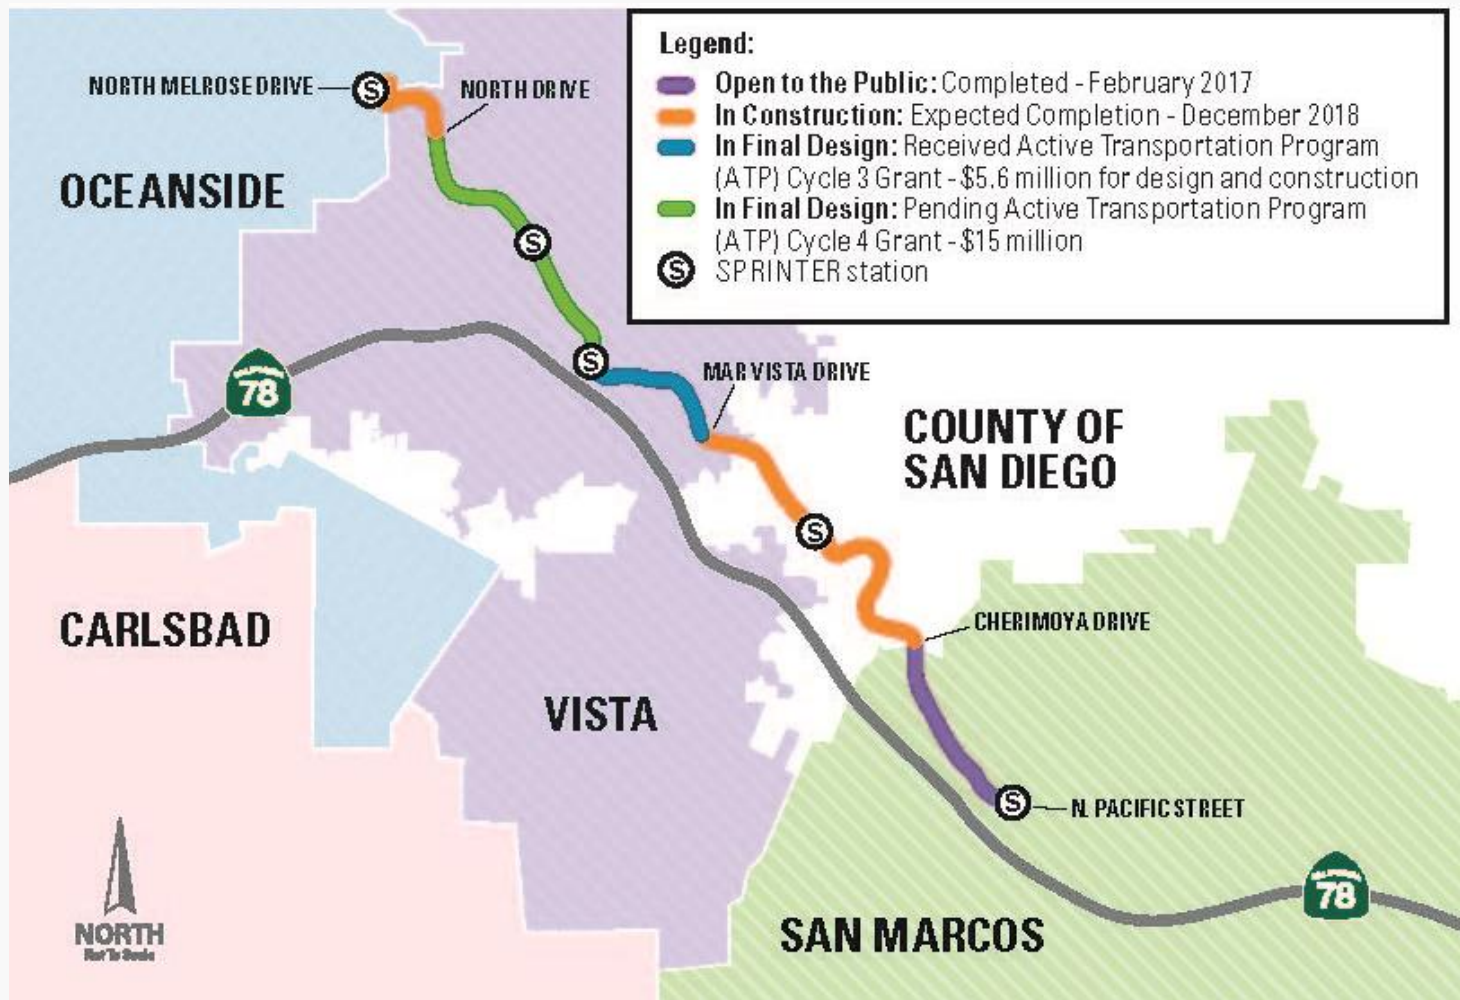 Legend:
Open to the Public: Completed - February 2017
In Construction: Expected Completion - December 2018
In Final Design: Received Active Transportation Program
(ATP) Cycle 3 Grant - $5.6 million for design and construction
In Final Design: Pending Active Transportation Program
(ATP) Cycle 4 Grant - $15 million
S SPRINTER station
NORTH MELROSE DRIVE
S
NORTH DRIVE
OCEANSIDE
S
S
78
MAR VISTA DRIVE
COUNTY OF
SAN DIEGO
S
CARLSBAD
CHERIMOYA DRIVE
VISTA
S
N. PACIFIC STREET
78
NORTH
Not To Scale
SAN MARCOS